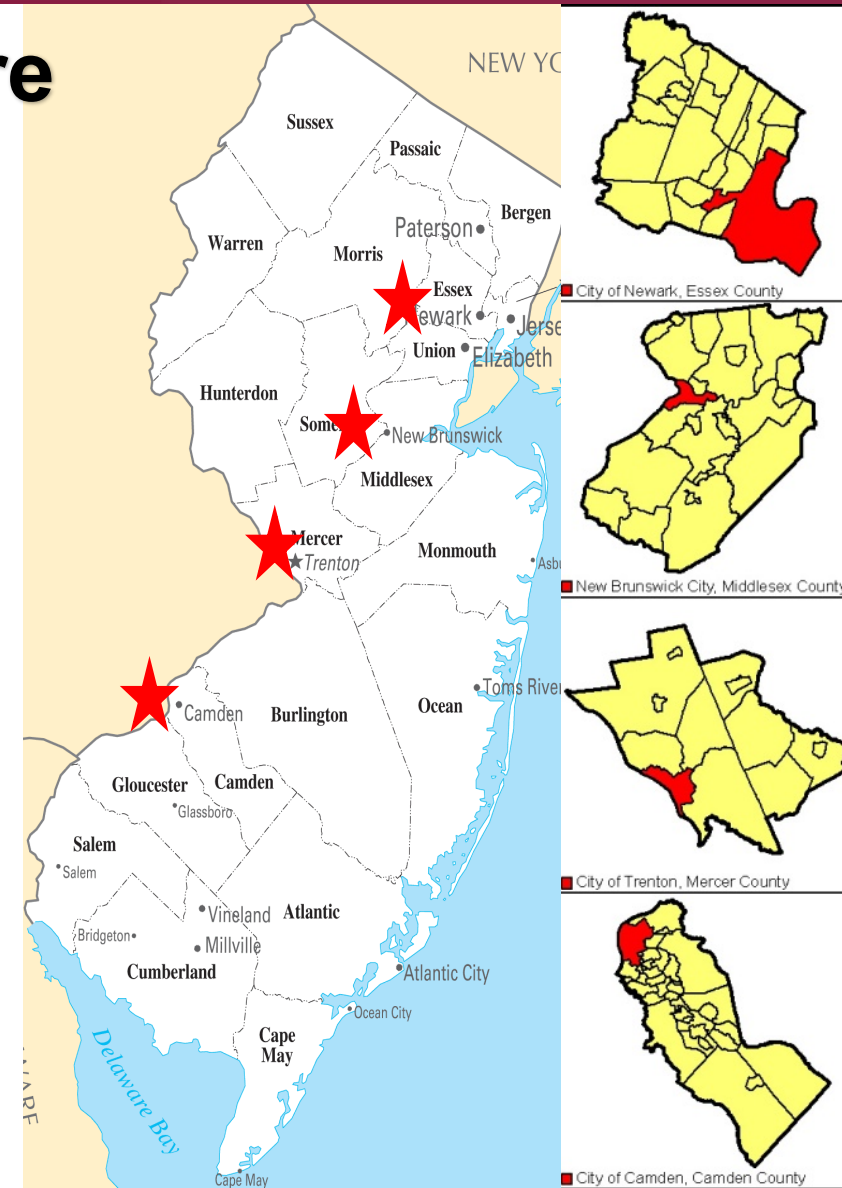 re
NEW YO
Sussex
Passaic
Bergen
Paterson
Warren
Morris
Essex
ewark
Jerse
Union
Elizabeth
Hunterdon
Some
New Brunswick
Middlesex
Mercer
Trenton
Monmouth
Asbu
Toms River
Ocean
Camden
Burlington
Gloucester
Camden
Glassboro
Salem
Salem
Vineland
Atlantic
Bridgeton
Millville
Cumberland
Atlantic City
Ocean City
Cape
May
Delaware Bay
WARE
Cape May
City of Newark, Essex County
New Brunswick City, Middlesex County
City of Trenton, Mercer County
City of Camden, Camden County